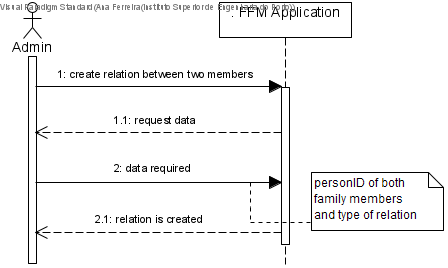 Visual Paradigm Standard (Ana Ferreira(Instituto Superior de Engenharia do Porto))
: FFM Application
Admin
1: create relation between two members
1.1: request data
2: data required
personID of both
family members
and type of relation
2.1: relation is created